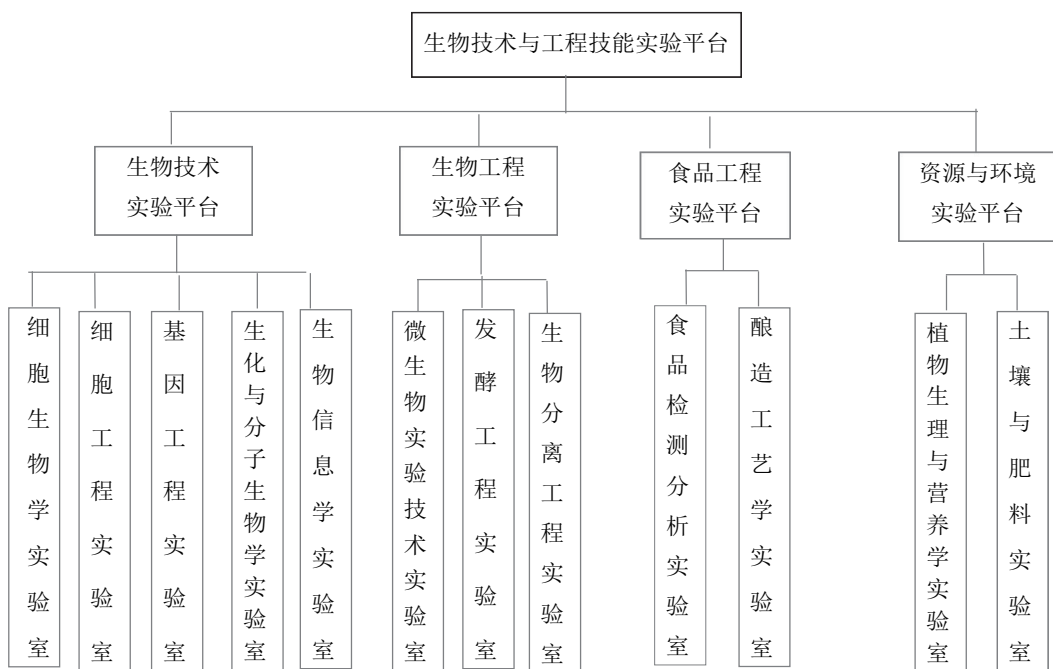 生物技术与工程技能实验平台
生物技术
实验平台
生物工程
实验平台
食品工程
实验平台
资源与环境
实验平台
细胞生物学实验室
细胞工程实验室
基因工程实验室
生化与分子生物学实验室
生物信息学实验室
微生物实验技术实验室
发酵工程实验室
生物分离工程实验室
食品检测分析实验室
酿造工艺学实验室
植物生理与营养学实验室
土壤与肥料实验室